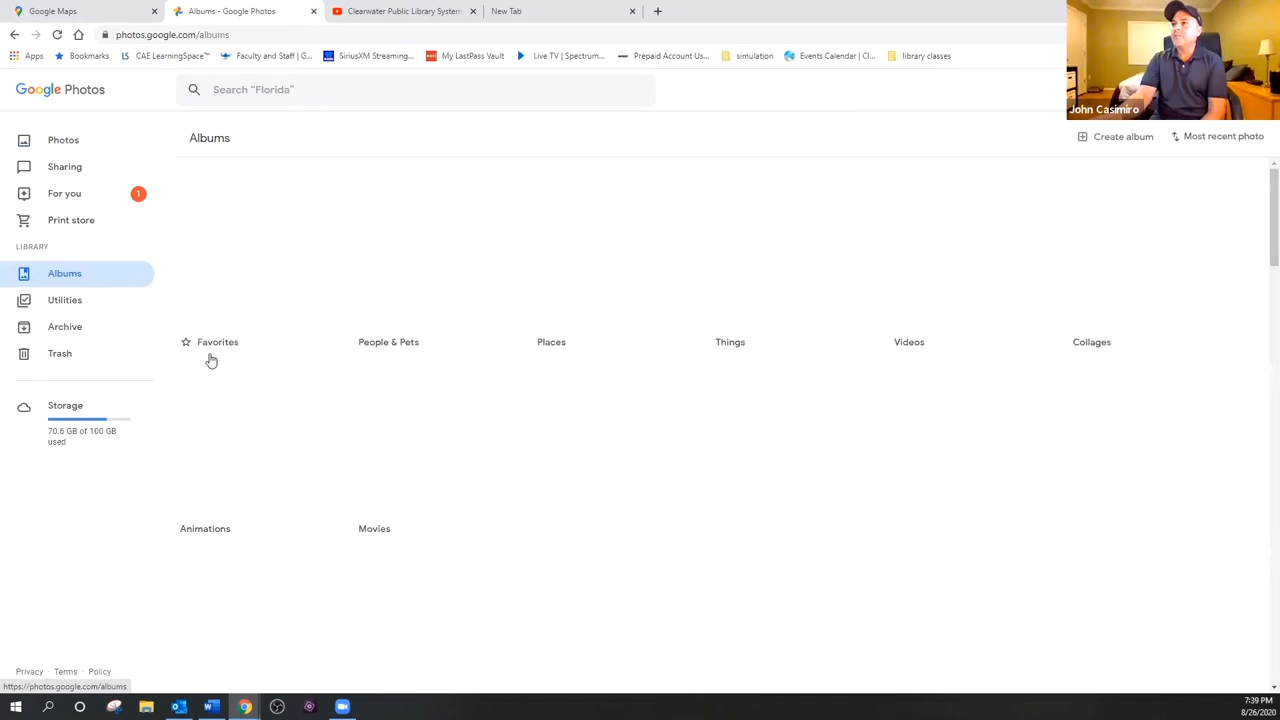 Google Maps
Albums - Google Photos
Clearwater Public Library System
New Tab
photos.google.com/albums
Apps
Bookmarks
CAE LearningSpace™
Faculty and Staff | G...
SiriusXM Streaming...
My LastPass Vault
Live TV | Spectrum...
Prepaid Account Us...
simulation
Events Calendar | Cl...
library classes
Google Photos
Search “Florida”
John Casimiro
Albums
Create album
Most recent photo
Photos
Sharing
For you
1
Print store
LIBRARY
Albums
Utilities
Archive
Trash
Storage
70.6 GB of 100 GB
used
Favorites
People & Pets
Places
Things
Videos
Collages
Animations
Movies
Privacy · Terms · Policy
https://photos.google.com/albums
7:39 PM
8/26/2020